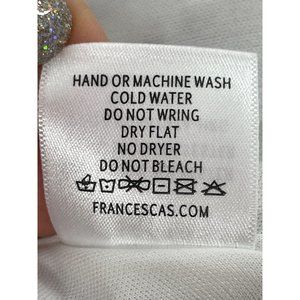 HAND OR MACHINE WASH
COLD WATER
DO NOT WRING
DRY FLAT
NO DRYER
DO NOT BLEACH
FRANCESCAS.COM